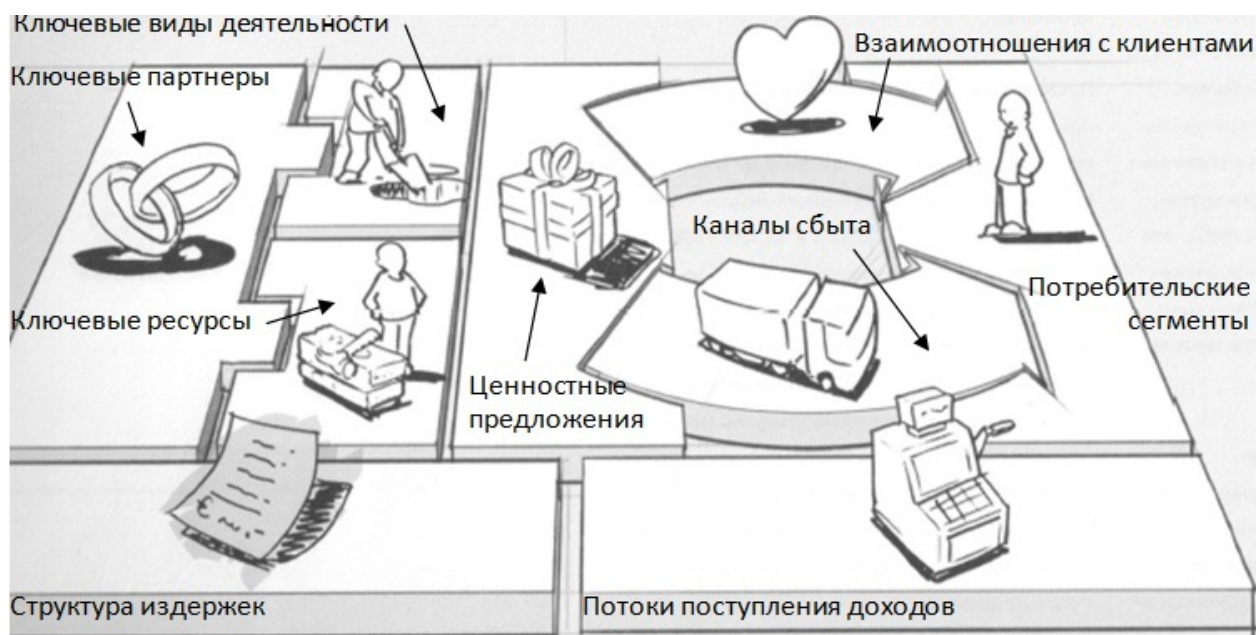 Ключевые виды деятельности
Взаимоотношения с клиентами
Ключевые партнеры
Каналы сбыта
Потребительские
сегменты
Ключевые ресурсы
Ценностные
предложения
Структура издержек
Потоки поступления доходов